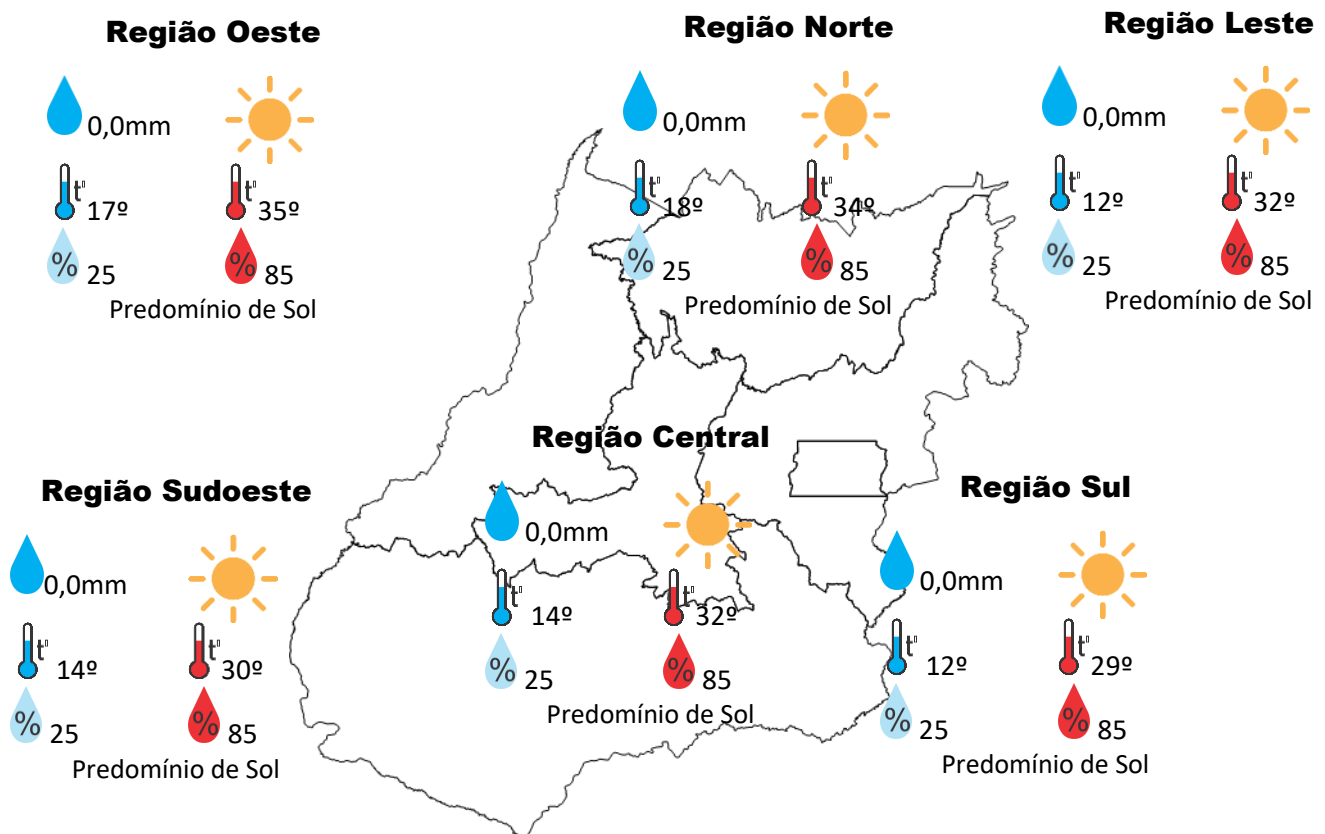 Região Oeste
0,0mm
t°
17º
t°
35º
%
25
%
85
Predomínio de Sol
Região Norte
0,0mm
t°
18º
t°
34º
%
25
%
85
Predomínio de Sol
Região Leste
0,0mm
t°
12º
t°
32º
%
25
%
85
Predomínio de Sol
Região Sudoeste
0,0mm
t°
14º
t°
30º
%
25
%
85
Predomínio de Sol
Região Central
0,0mm
t°
14º
t°
32º
%
25
%
85
Predomínio de Sol
Região Sul
0,0mm
t°
12º
t°
29º
%
25
%
85
Predomínio de Sol